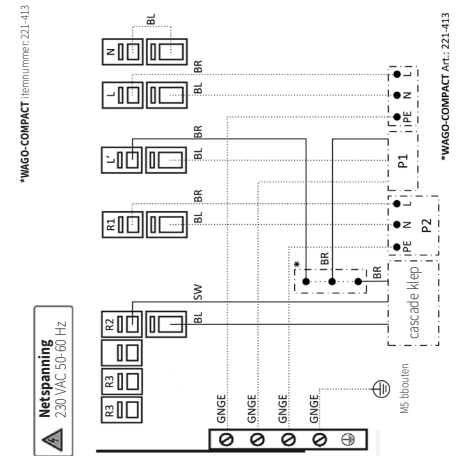 *WAGO-COMPACT Itemnummer:221-413
Netspanning
230 VAC 50-60 Hz
R3
R3
R2
R1
L'
L
N
BL
SW
BL
BR
BL
BR
BL
BR
BL
GNGE
GNGE
GNGE
GNGE
*
BR
BR
M5 bbouten
cascade klep
PE
N
L
P2
P1
PE
N
L
*WAGO-COMPACT Art.: 221-413